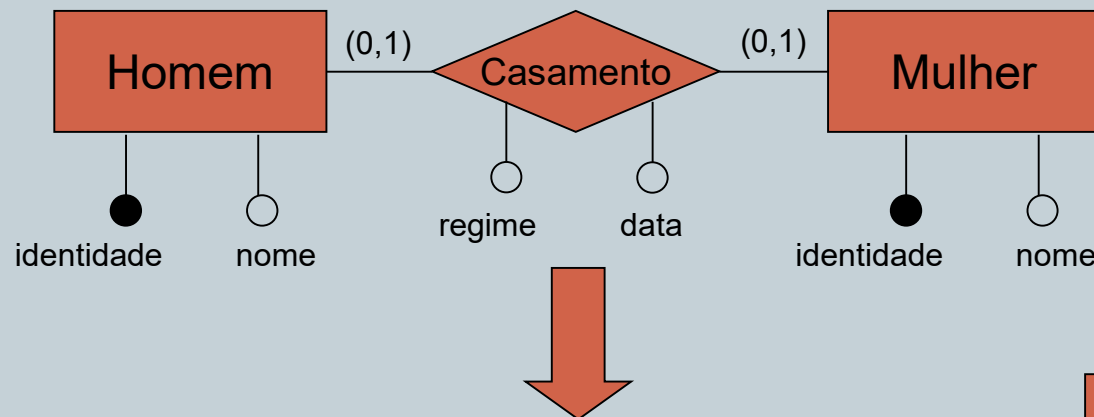 (0,1)
(0,1)
Homem
Casamento
Mulher
regime
data
identidade
nome
identidade
nome